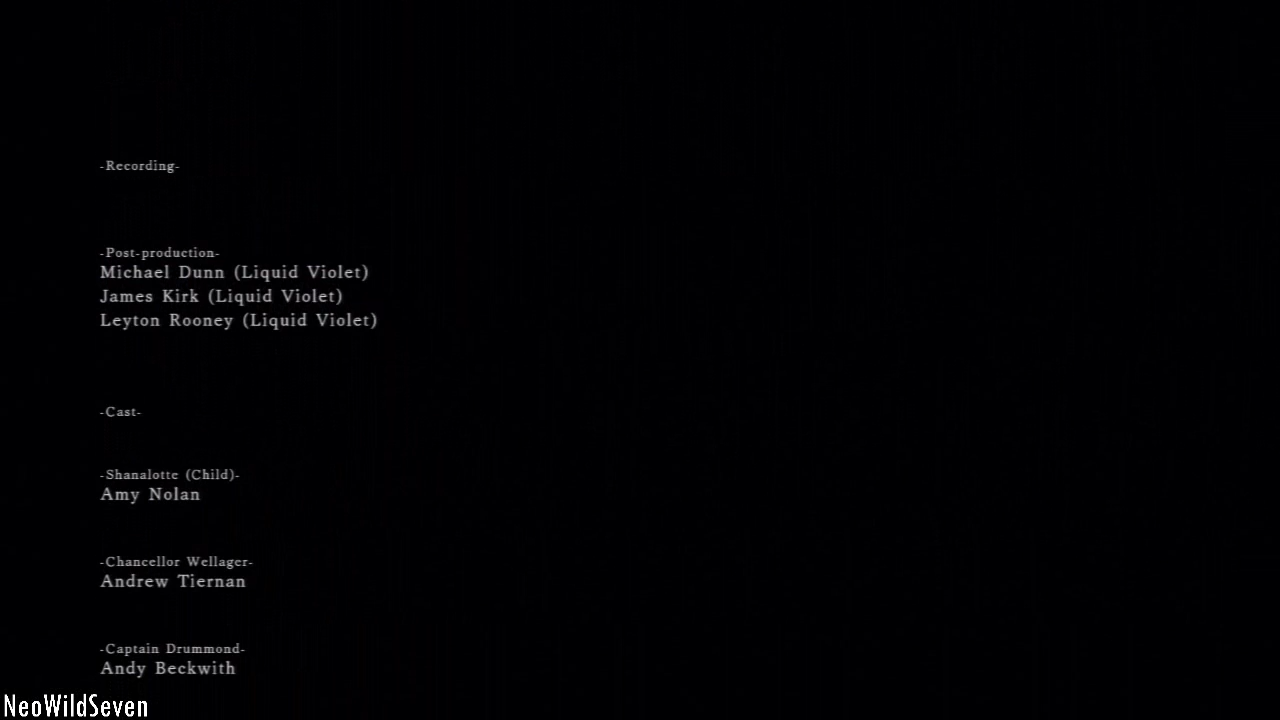 -Recording-
-Post-production-
Michael Dunn (Liquid Violet)
James Kirk (Liquid Violet)
Leyton Rooney (Liquid Violet)
-Cast-
-Shanalotte (Child)-
Amy Nolan
-Chancellor Wellager-
Andrew Tiernan
-Captain Drummond-
Andy Beckwith
NeoWildSeven